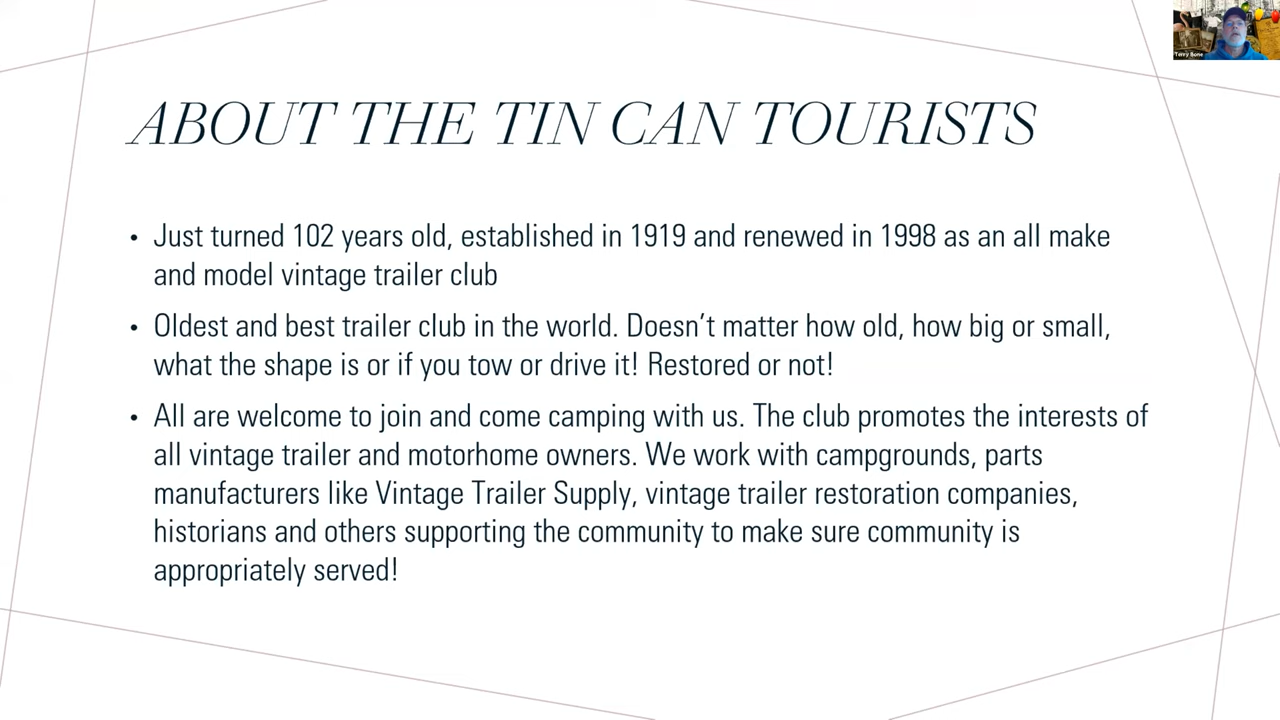 Terry Bone
ABOUT THE TIN CAN TOURISTS
• Just turned 102 years old, established in 1919 and renewed in 1998 as an all make
and model vintage trailer club
• Oldest and best trailer club in the world. Doesn’t matter how old, how big or small,
what the shape is or if you tow or drive it! Restored or not!
• All are welcome to join and come camping with us. The club promotes the interests of
all vintage trailer and motorhome owners. We work with campgrounds, parts
manufacturers like Vintage Trailer Supply, vintage trailer restoration companies,
historians and others supporting the community to make sure community is
appropriately served!